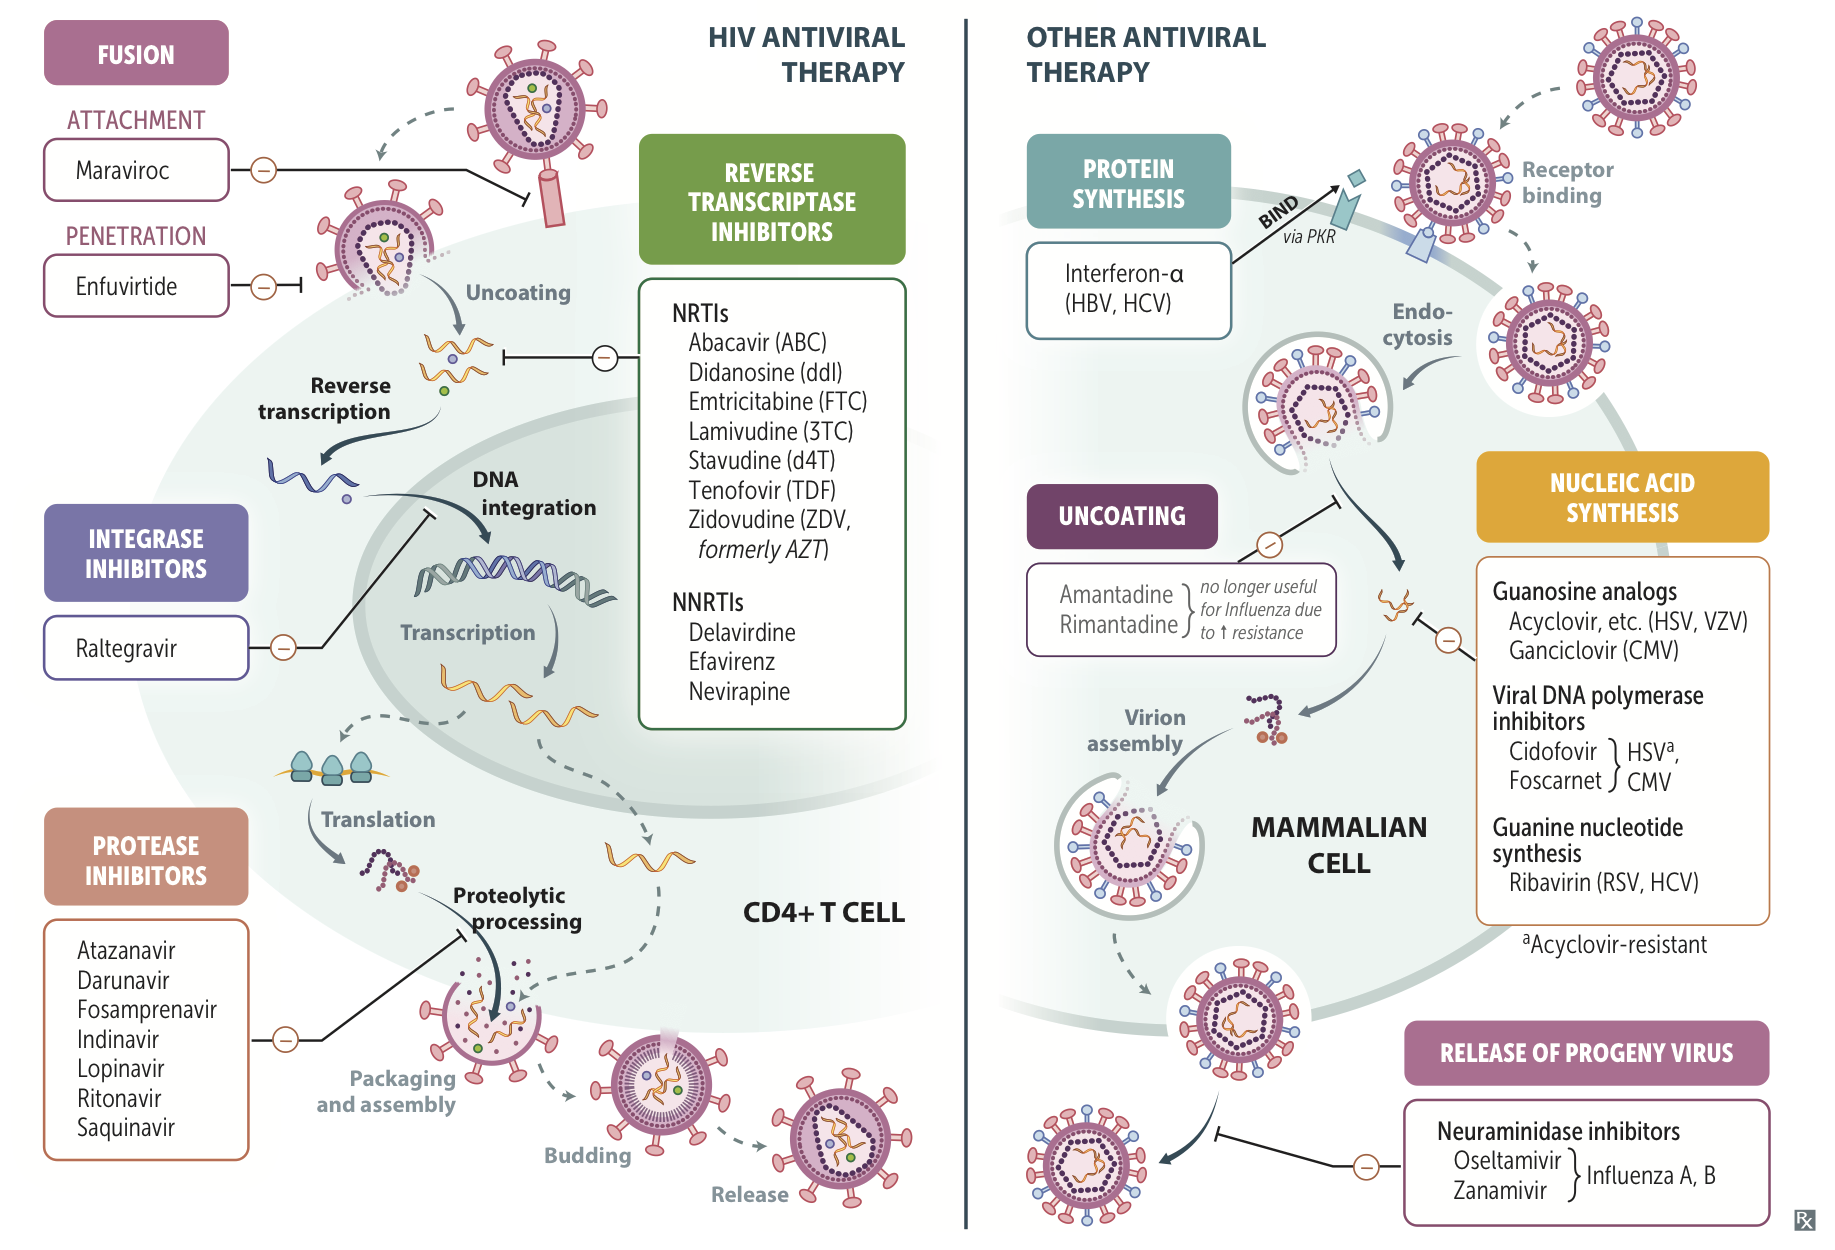 HIV ANTIVIRAL
THERAPY
FUSION
ATTACHMENT
Maraviroc
−
PENETRATION
Enfuvirtide
−
Uncoating
REVERSE
TRANSCRIPTASE
INHIBITORS
NRTIs
Abacavir (ABC)
Didanosine (ddI)
Emtricitabine (FTC)
Lamivudine (3TC)
Stavudine (d4T)
Tenofovir (TDF)
Zidovudine (ZDV,
formerly AZT)
NNRTIs
Delavirdine
Efavirenz
Nevirapine
−
Reverse
transcription
DNA
integration
INTEGRASE
INHIBITORS
Raltegravir
−
Transcription
Translation
PROTEASE
INHIBITORS
Atazanavir
Darunavir
Fosamprenavir
Indinavir
Lopinavir
Ritonavir
Saquinavir
−
Proteolytic
processing
CD4+ T CELL
Packaging
and assembly
Budding
Release
OTHER ANTIVIRAL
THERAPY
PROTEIN
SYNTHESIS
Interferon-α
(HBV, HCV)
BIND
via PKR
Receptor
binding
Endo-
cytosis
UNCOATING
Amantadine
Rimantadine
no longer useful
for Influenza due
to ↑ resistance
−
NUCLEIC ACID
SYNTHESIS
Guanosine analogs
Acyclovir, etc. (HSV, VZV)
Ganciclovir (CMV)
Viral DNA polymerase
inhibitors
Cidofovir
Foscarnet
HSVª,
CMV
Guanine nucleotide
synthesis
Ribavirin (RSV, HCV)
ªAcyclovir-resistant
−
Virion
assembly
MAMMALIAN
CELL
RELEASE OF PROGENY VIRUS
Neuraminidase inhibitors
Oseltamivir
Zanamivir
Influenza A, B
−
Rx